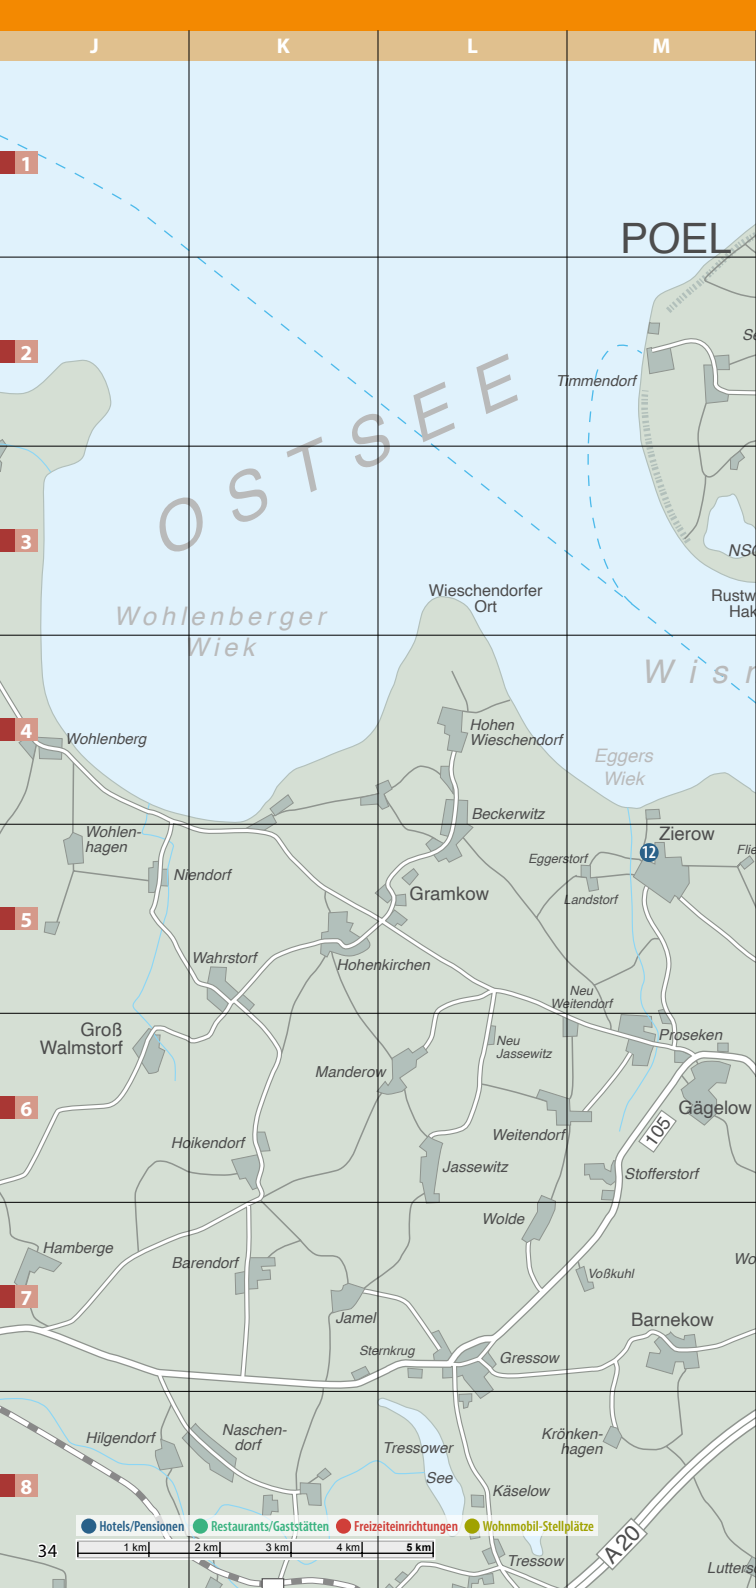 J K L M
1
POEL
2
Timmendorf
OSTSEE
3
Wieschendorfer
Ort
Wohlenberger
Wiek
4
Wohlenberg
Hohen
Wieschendorf
Eggers
Wiek
Beckerwitz
Zierow
12
Wohlen-
hagen
Niendorf
Eggerstorf
Landstorf
Gramkow
5
Wahrstorf
Hohenkirchen
Neu
Weitendorf
Groß
Walmstorf
Neu
Jassewitz
Proseken
Manderow
6
Gägelow
105
Hoikendorf
Weitendorf
Jassewitz
Stofferstorf
Wolde
Hamberge
Barendorf
Voßkuhl
7
Jamel
Barnekow
Sternkrug
Gressow
Hilgendorf
Naschen-
dorf
Tressower
See
Krönken-
hagen
8
Käselow
Hotels/Pensionen Restaurants/Gaststätten Freizeiteinrichtungen Wohnmobil-Stellplätze
34
1 km 2 km 3 km 4 km 5 km
A 20
Tressow